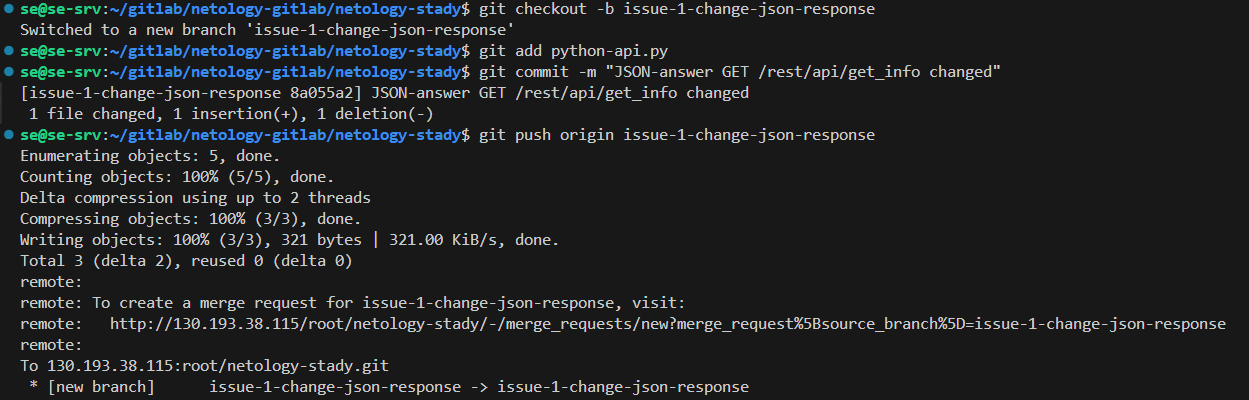 se@se-srv:~/gitlab/netology-gitlab/netology-stady$ git checkout -b issue-1-change-json-response
Switched to a new branch 'issue-1-change-json-response'
se@se-srv:~/gitlab/netology-gitlab/netology-stady$ git add python-api.py
se@se-srv:~/gitlab/netology-gitlab/netology-stady$ git commit -m "JSON-answer GET /rest/api/get_info changed"
[issue-1-change-json-response 8a055a2] JSON-answer GET /rest/api/get_info changed
 1 file changed, 1 insertion(+), 1 deletion(-)
se@se-srv:~/gitlab/netology-gitlab/netology-stady$ git push origin issue-1-change-json-response
Enumerating objects: 5, done.
Counting objects: 100% (5/5), done.
Delta compression using up to 2 threads
Compressing objects: 100% (3/3), done.
Writing objects: 100% (3/3), 321 bytes | 321.00 KiB/s, done.
Total 3 (delta 2), reused 0 (delta 0)
remote:
remote: To create a merge request for issue-1-change-json-response, visit:
remote:   http://130.193.38.115/root/netology-stady/-/merge_requests/new?merge_request%5Bsource_branch%5D=issue-1-change-json-response
remote:
To 130.193.38.115:root/netology-stady.git
 * [new branch]      issue-1-change-json-response -> issue-1-change-json-response